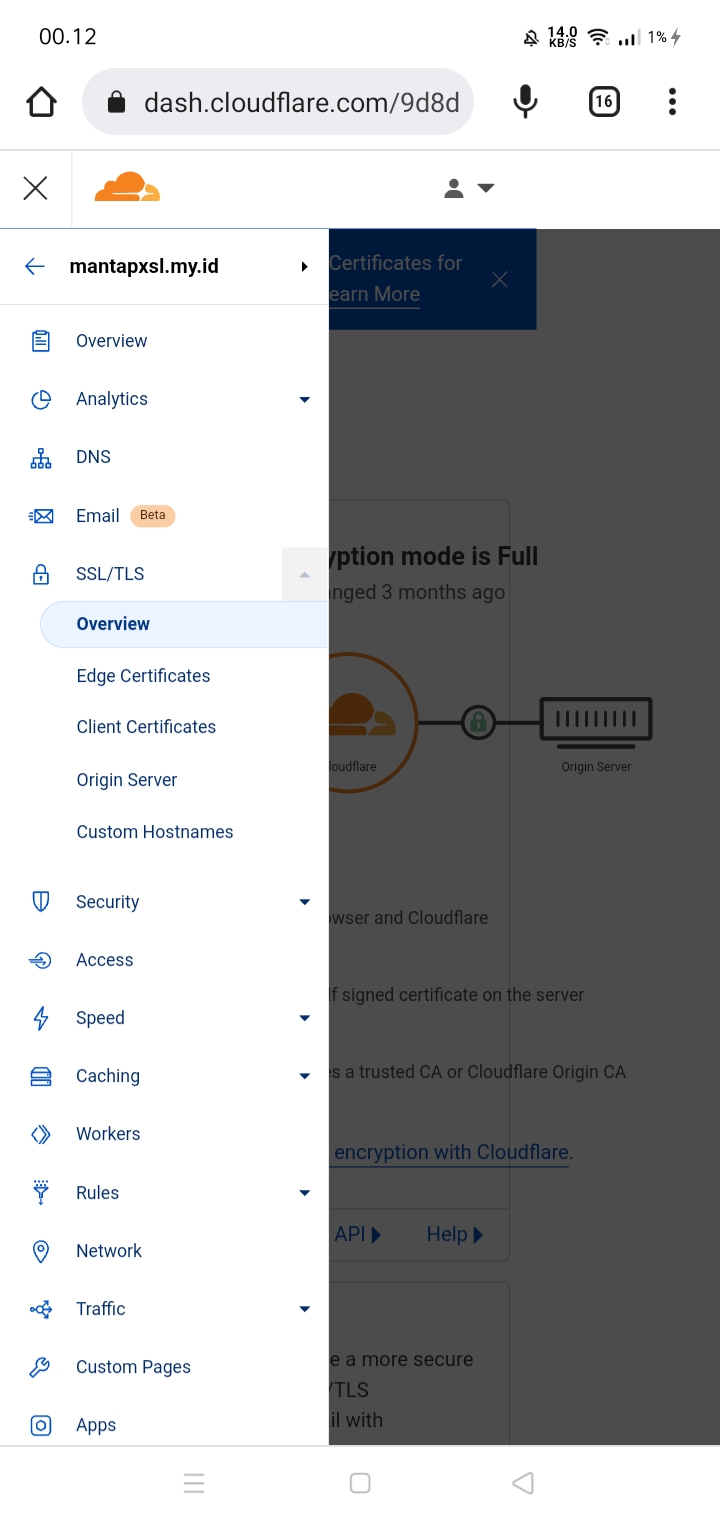 00.12
14.0
KB/S
1%
dash.cloudflare.com/9d8d
16
mantapxsl.my.id
Certificates for
earn More
Overview
Analytics
DNS
Email Beta
SSL/TLS
yption mode is Full
anged 3 months ago
Overview
Edge Certificates
Client Certificates
loudflare
Origin Server
Origin Server
Custom Hostnames
Security
owser and Cloudflare
Access
lf signed certificate on the server
Speed
Caching
es a trusted CA or Cloudflare Origin CA
Workers
encryption with Cloudflare.
Rules
API
Help
Network
Traffic
e a more secure
Custom Pages
/TLS
il with
Apps